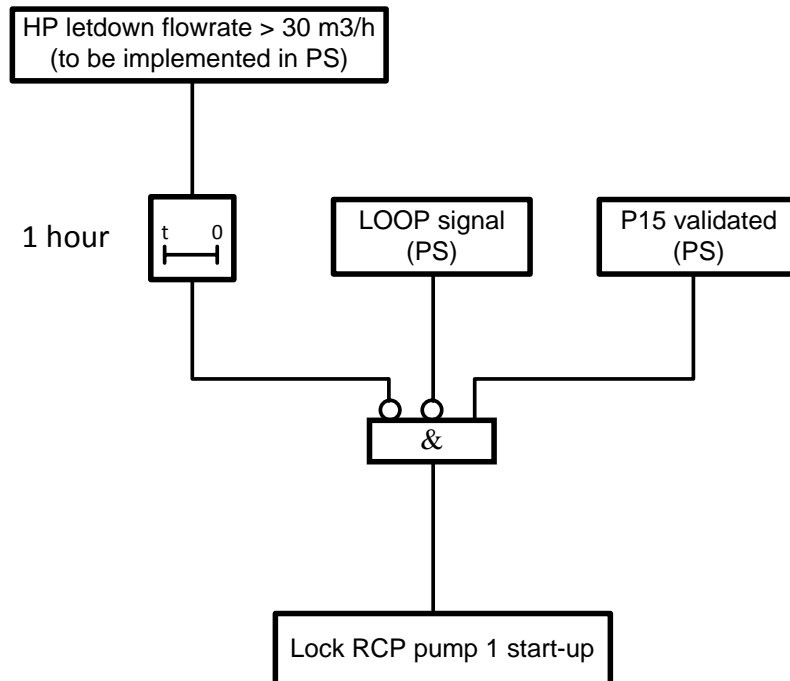 HP letdown flowrate > 30 m3/h
(to be implemented in PS)
1 hour
t 0
LOOP signal
(PS)
P15 validated
(PS)
&
Lock RCP pump 1 start-up